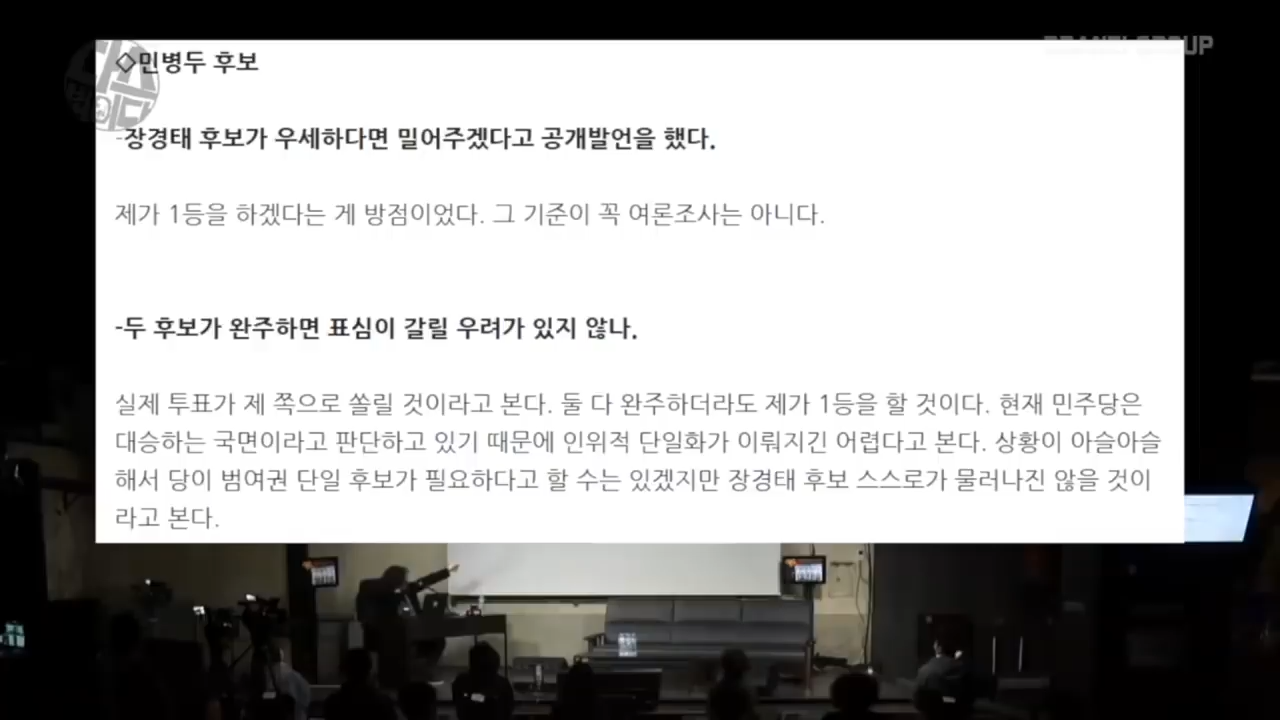 ◇민병두 후보
-장경태 후보가 우세하다면 밀어주겠다고 공개발언을 했다.
제가 1등을 하겠다는 게 방점이었다. 그 기준이 꼭 여론조사는 아니다.
-두 후보가 완주하면 표심이 갈릴 우려가 있지 않나.
실제 투표가 제 쪽으로 쏠릴 것이라고 본다. 둘 다 완주하더라도 제가 1등을 할 것이다. 현재 민주당은
대승하는 국면이라고 판단하고 있기 때문에 인위적 단일화가 이뤄지긴 어렵다고 본다. 상황이 아슬아슬
해서 당이 범여권 단일 후보가 필요하다고 할 수는 있겠지만 장경태 후보 스스로가 물러나진 않을 것이
라고 본다.